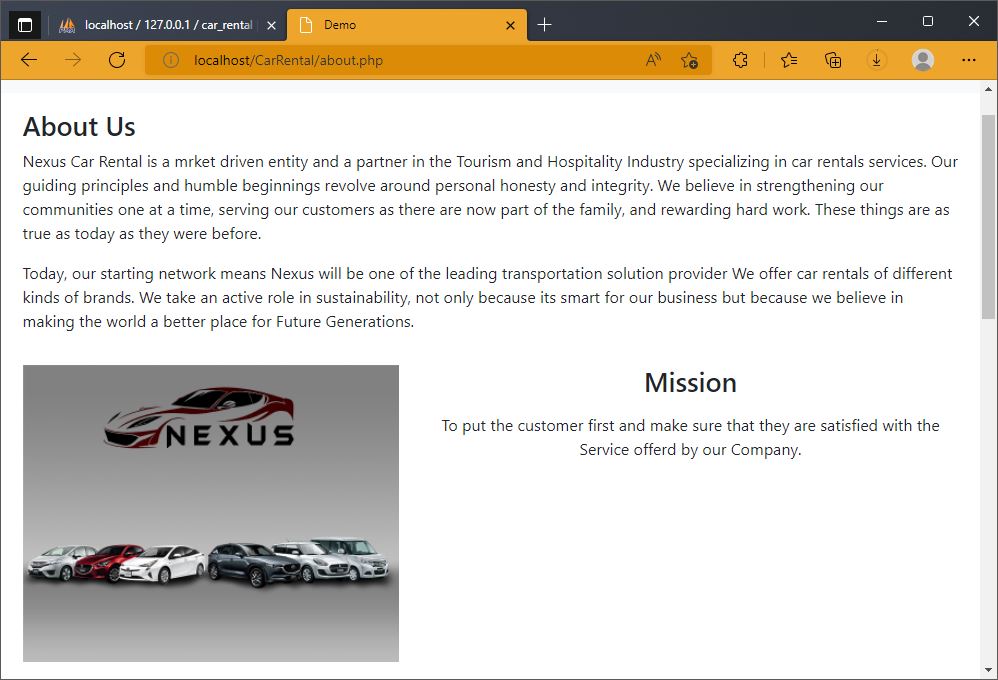 localhost / 127.0.0.1 / car_rental
Demo
localhost/CarRental/about.php
About Us
Nexus Car Rental is a mrket driven entity and a partner in the Tourism and Hospitality Industry specializing in car rentals services. Our
guiding principles and humble beginnings revolve around personal honesty and integrity. We believe in strengthening our
communities one at a time, serving our customers as there are now part of the family, and rewarding hard work. These things are as
true as today as they were before.
Today, our starting network means Nexus will be one of the leading transportation solution provider We offer car rentals of different
kinds of brands. We take an active role in sustainability, not only because its smart for our business but because we believe in
making the world a better place for Future Generations.
NEXUS
Mission
To put the customer first and make sure that they are satisfied with the
Service offerd by our Company.